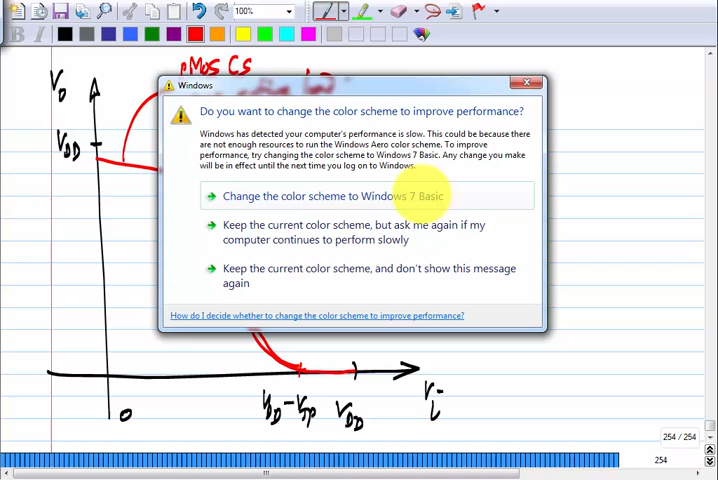 100%
B I
V₀
pMos Cs
Windows
Do you want to change the color scheme to improve performance?
Windows has detected your computer's performance is slow. This could be because there
are not enough resources to run the Windows Aero color scheme. To improve
performance, try changing the color scheme to Windows 7 Basic. Any change you make
will be in effect until the next time you log on to Windows.
V_DD
Change the color scheme to Windows 7 Basic
Keep the current color scheme, but ask me again if my
computer continues to perform slowly
Keep the current color scheme, and don't show this message
again
How do I decide whether to change the color scheme to improve performance?
0
V_DD-V_Tp
V_DD
Vi
254 / 254
254